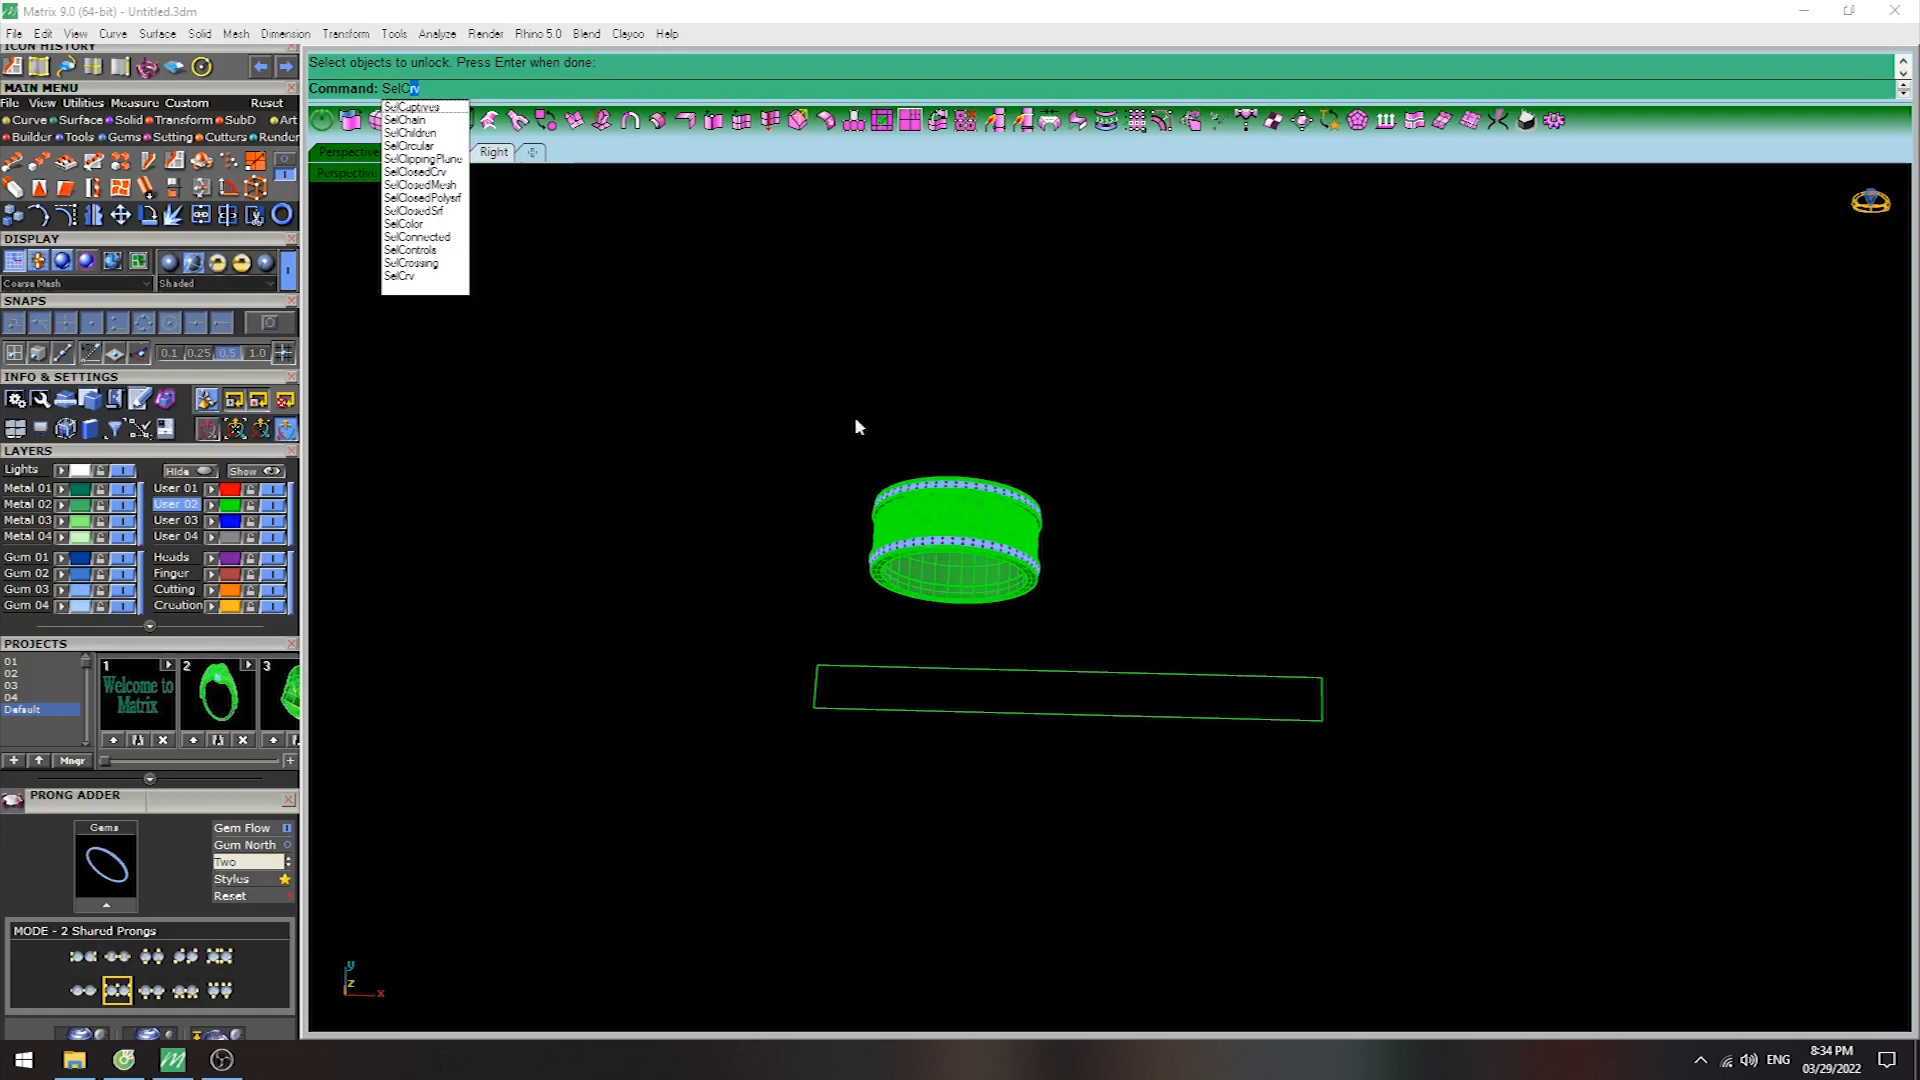 Matrix 9.0 (64-bit) - Untitled.3dm
File Edit View Curve Surface Solid Mesh Dimension Transform Tools Analyze Render Rhino 5.0 Blend Clayoo Help
ICON HISTORY
Select objects to unlock. Press Enter when done:
Command: SelCrv
MAIN MENU
File View Utilities Measure Custom Reset
Curve Surface Solid Transform SubD Art
Builder Tools Gems Setting Cutters Render
SelCaptives
SelChain
SelChildren
SelCircular
SelClippingPlane
SelClosedCrv
SelClosedMesh
SelClosedPolysrf
SelClosedSrf
SelColor
SelConnected
SelControls
SelCrossing
SelCrv
Perspective
Right
Perspective
DISPLAY
Coarse Mesh Shaded
SNAPS
0.1 0.25 0.5 1.0
INFO & SETTINGS
LAYERS
Lights Hide Show
Metal 01 User 01
Metal 02 User 02
Metal 03 User 03
Metal 04 User 04
Gem 01 Heads
Gem 02 Finger
Gem 03 Cutting
Gem 04 Creation
PROJECTS
01
02
03
04
Default
1 2 3
Welcome to
Matrix
Mngr
PRONG ADDER
Gems
Gem Flow
Gem North
Two
Styles
Reset
MODE - 2 Shared Prongs
y
z
x
ENG
8:34 PM
03/29/2022